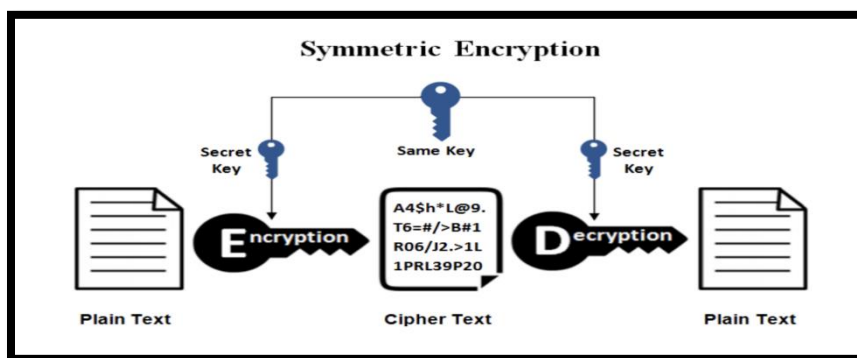 Symmetric Encryption
Secret
Key
Same Key
Secret
Key
Encryption
A4$h*L@9.
T6=#/>B#1
R06/J2.>1L
1PRL39P20
Decryption
Plain Text
Cipher Text
Plain Text